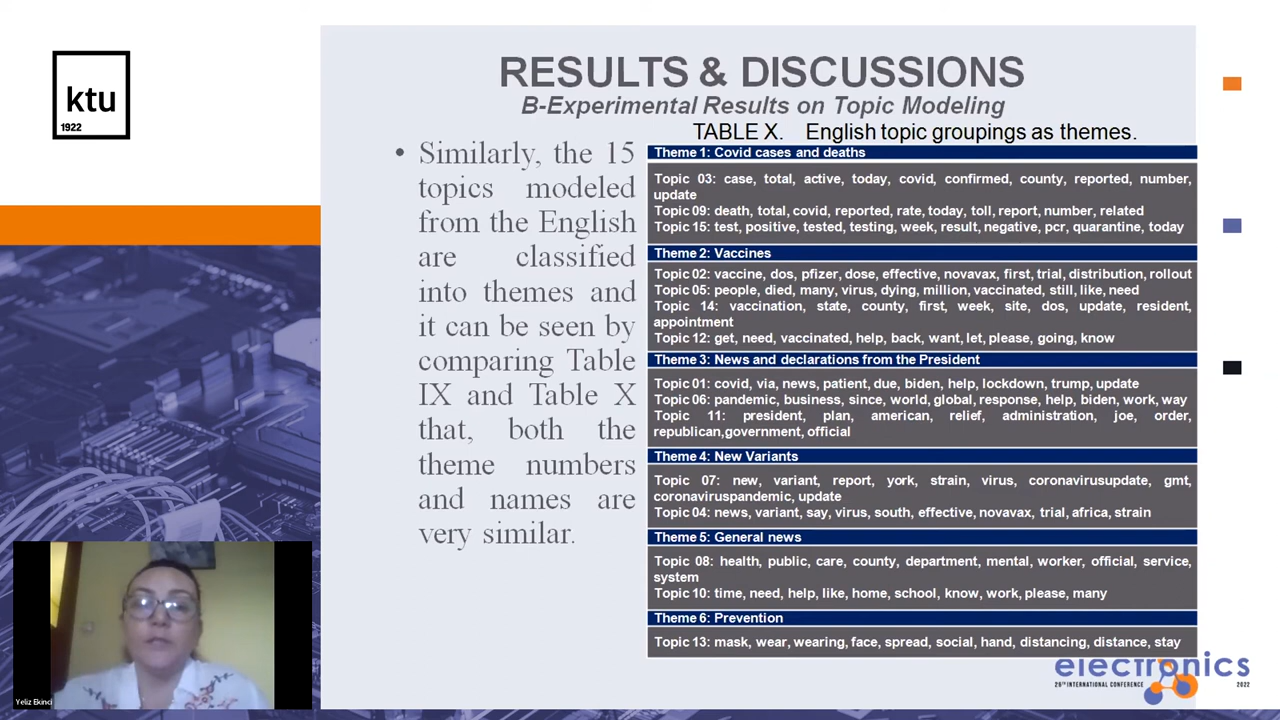 ktu
1922
RESULTS & DISCUSSIONS
B-Experimental Results on Topic Modeling
• Similarly, the 15
topics modeled
from the English
are classified
into themes and
it can be seen by
comparing Table
IX and Table X
that, both the
theme numbers
and names are
very similar.
TABLE X. English topic groupings as themes.
Theme 1: Covid cases and deaths
Topic 03: case, total, active, today, covid, confirmed, county, reported, number,
update
Topic 09: death, total, covid, reported, rate, today, toll, report, number, related
Topic 15: test, positive, tested, testing, week, result, negative, pcr, quarantine, today
Theme 2: Vaccines
Topic 02: vaccine, dos, pfizer, dose, effective, novavax, first, trial, distribution, rollout
Topic 05: people, died, many, virus, dying, million, vaccinated, still, like, need
Topic 14: vaccination, state, county, first, week, site, dos, update, resident,
appointment
Topic 12: get, need, vaccinated, help, back, want, let, please, going, know
Theme 3: News and declarations from the President
Topic 01: covid, via, news, patient, due, biden, help, lockdown, trump, update
Topic 06: pandemic, business, since, world, global, response, help, biden, work, way
Topic 11: president, plan, american, relief, administration, joe, order,
republican,government, official
Theme 4: New Variants
Topic 07: new, variant, report, york, strain, virus, coronavirusupdate, gmt,
coronaviruspandemic, update
Topic 04: news, variant, say, virus, south, effective, novavax, trial, africa, strain
Theme 5: General news
Topic 08: health, public, care, county, department, mental, worker, official, service,
system
Topic 10: time, need, help, like, home, school, know, work, please, many
Theme 6: Prevention
Topic 13: mask, wear, wearing, face, spread, social, hand, distancing, distance, stay
electronics
26TH INTERNATIONAL CONFERENCE 2022
Yeliz Ekinci